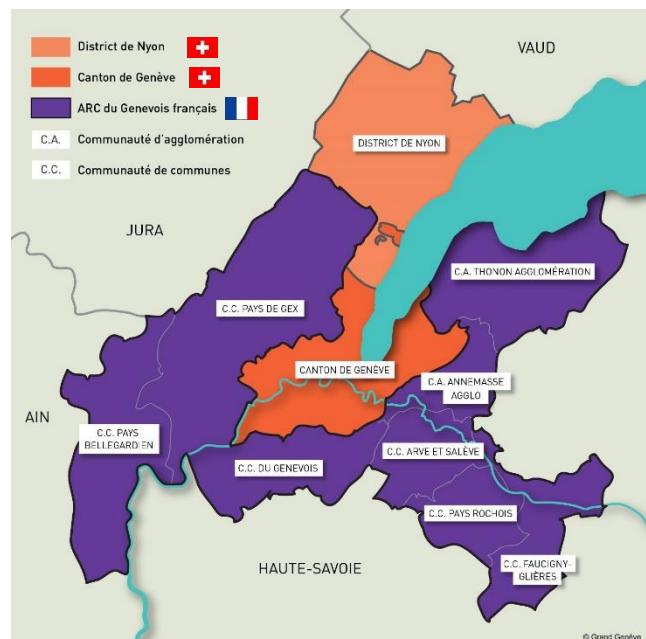 District de Nyon
Canton de Genève
ARC du Genevois français
C.A. Communauté d'agglomération
C.C. Communauté de communes
VAUD
DISTRICT DE NYON
JURA
C.A. THONON AGGLOMÉRATION
C.C. PAYS DE GEX
CANTON DE GENÈVE
C.A. ANNEMASSE
AGGLO
AIN
C.C. PAYS
BELLEGARDIEN
C.C. ARVE ET SALÈVE
C.C. DU GENEVOIS
C.C. PAYS ROCHOIS
HAUTE-SAVOIE
C.C. FAUCIGNY-
GLIÈRES
© Grand Genève